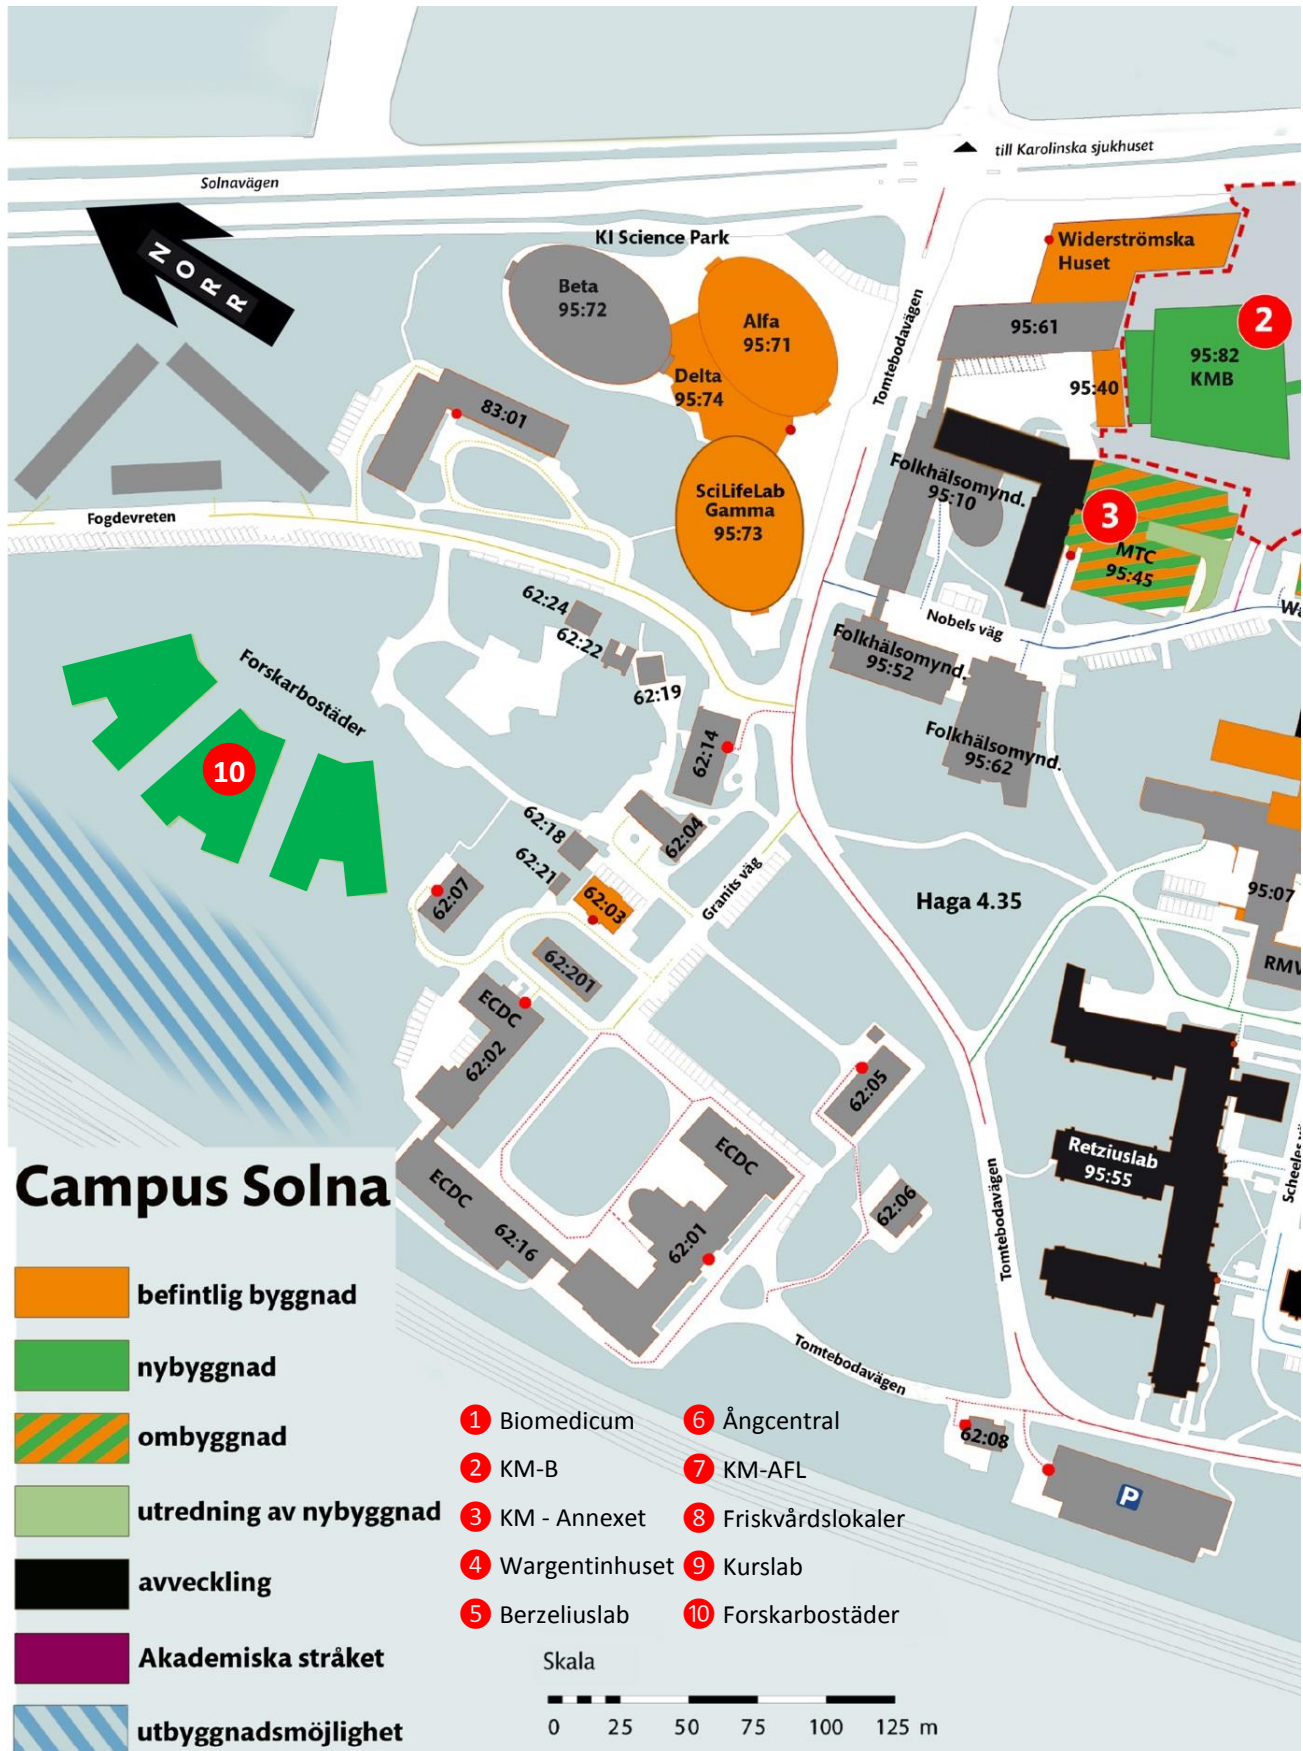 till Karolinska sjukhuset
Solnavägen
NORR
KI Science Park
Widerströmska
Huset
Beta
95:72
Alfa
95:71
Delta
95:74
Tomtebodavägen
95:61
95:40
2
95:82
KMB
83:01
Folkhälsomynd.
95:10
SciLifeLab
Gamma
95:73
3
MTC
95:45
Fogdevreten
62:24
62:22
62:19
Nobels väg
Wa
Folkhälsomynd.
95:52
Folkhälsomynd.
95:62
Forskarbostäder
10
62:14
62:18
62:04
62:21
62:07
62:03
Granits väg
Haga 4.35
95:07
RMV
62:201
ECDC
62:02
62:05
ECDC
Retziuslab
95:55
Scheeles v
62:06
ECDC
62:16
62:01
Tomtebodavägen
Tomtebodavägen
62:08
P
Campus Solna
befintlig byggnad
nybyggnad
ombyggnad
utredning av nybyggnad
avveckling
Akademiska stråket
utbyggnadsmöjlighet
1 Biomedicum
2 KM-B
3 KM - Annexet
4 Wargentinhuset
5 Berzeliuslab
6 Ångcentral
7 KM-AFL
8 Friskvårdslokaler
9 Kurslab
10 Forskarbostäder
Skala
0 25 50 75 100 125 m